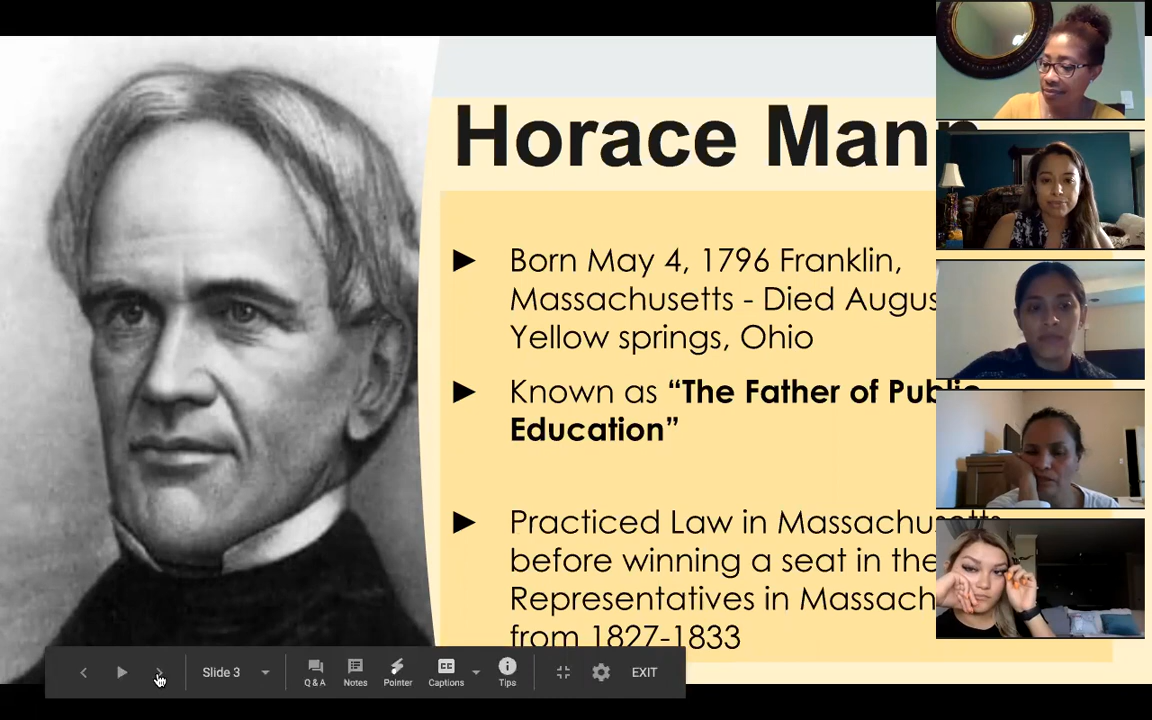 Horace Mann
Born May 4, 1796 Franklin,
Massachusetts - Died
Yellow springs, Ohio
Known as “The Father of Public
Education”
Practiced Law in Massachusetts
before winning a seat in the
Representatives in
from 1827-1833
Slide 3
Q & A
Notes
Pointer
Captions
CC
Tips
EXIT